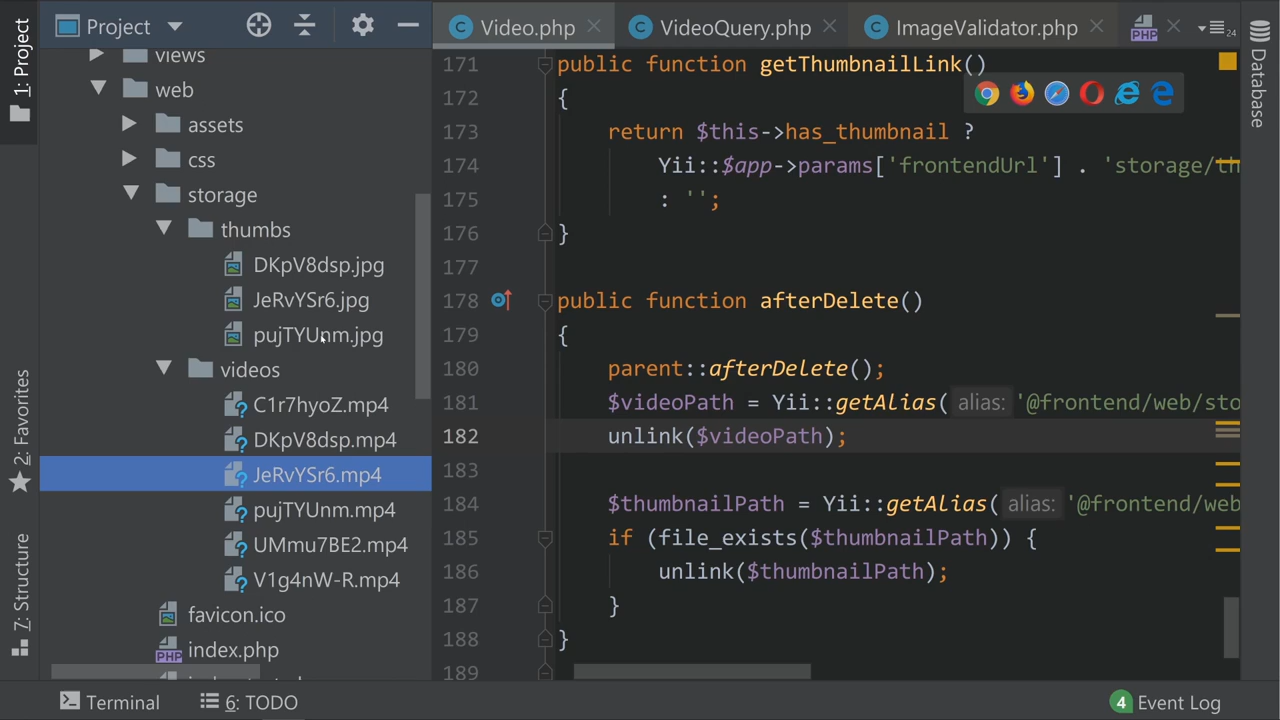 1: Project
Project
views
web
assets
css
storage
thumbs
DKpV8dsp.jpg
JeRvYSr6.jpg
pujTYUnm.jpg
videos
C1r7hyoZ.mp4
DKpV8dsp.mp4
JeRvYSr6.mp4
pujTYUnm.mp4
UMmu7BE2.mp4
V1g4nW-R.mp4
favicon.ico
index.php
2: Favorites
7: Structure
Video.php
VideoQuery.php
ImageValidator.php
PHP
24
Database
171 public function getThumbnailLink()
172 {
173 return $this->has_thumbnail ?
174 Yii::$app->params['frontendUrl'] . 'storage/th
175 : '';
176 }
177
178 public function afterDelete()
179 {
180 parent::afterDelete();
181 $videoPath = Yii::getAlias( alias: '@frontend/web/sto
182 unlink($videoPath);
183
184 $thumbnailPath = Yii::getAlias( alias: '@frontend/web
185 if (file_exists($thumbnailPath)) {
186 unlink($thumbnailPath);
187 }
188 }
189
Terminal
6: TODO
4 Event Log